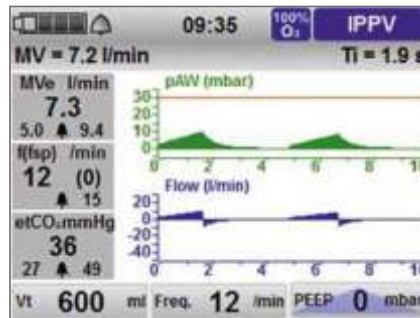 09:35 100% O₂ IPPV
MV = 7.2 l/min Ti = 1.9 s
MVe l/min
7.3
5.0 9.4
f(fsp) /min
12 (0)
15
etCO₂mmHg
36
27 49
pAW (mbar)
30
20
10
0 2 4 6 8 10
Flow (l/min)
20
0
-20
-40
0 2 4 6 8 10
Vt 600 ml Freq. 12 /min PEEP 0 mbar